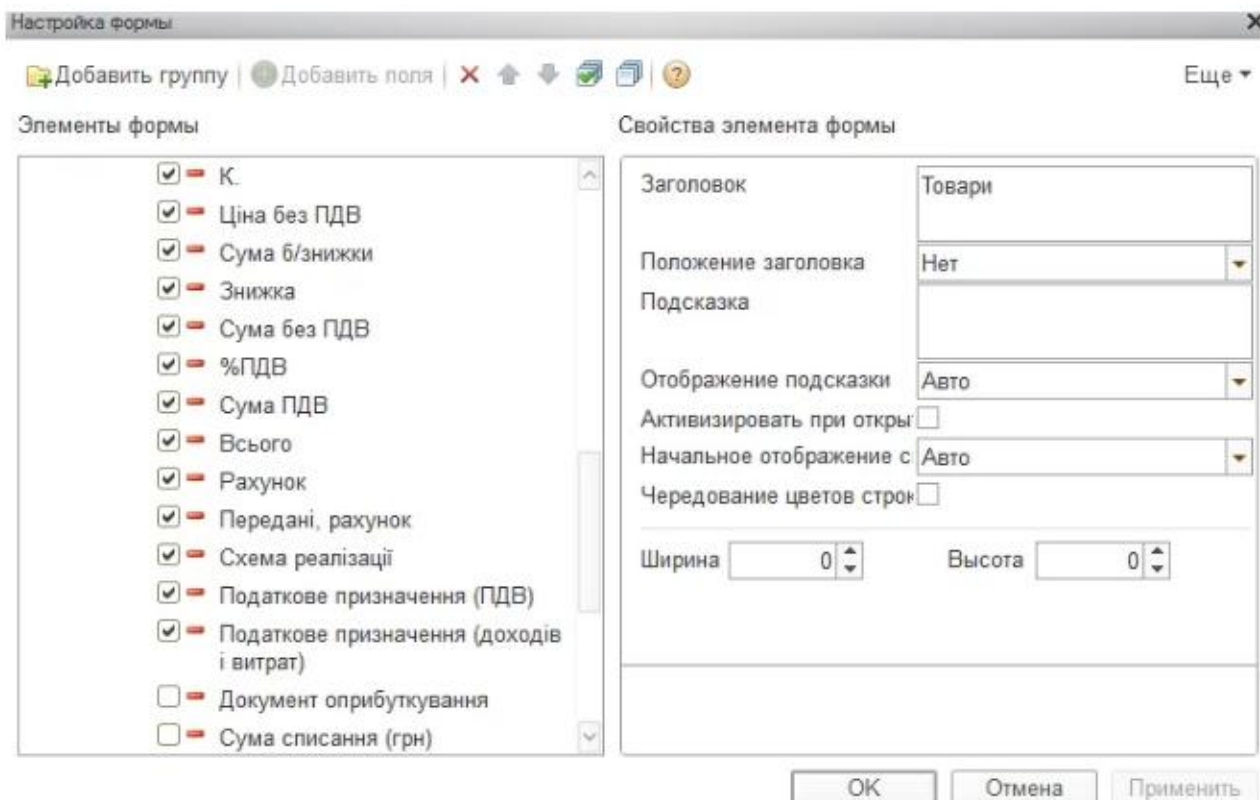 Настройка формы
Добавить группу Добавить поля Еще
Элементы формы
К.
Ціна без ПДВ
Сума б/знижки
Знижка
Сума без ПДВ
%ПДВ
Сума ПДВ
Всього
Рахунок
Передані, рахунок
Схема реалізації
Податкове призначення (ПДВ)
Податкове призначення (доходів
і витрат)
Документ оприбуткування
Сума списання (грн)
Свойства элемента формы
Заголовок Товари
Положение заголовка Нет
Подсказка
Отображение подсказки Авто
Активизировать при откры
Начальное отображение с Авто
Чередование цветов строк
Ширина 0 Высота 0
OK Отмена Применить